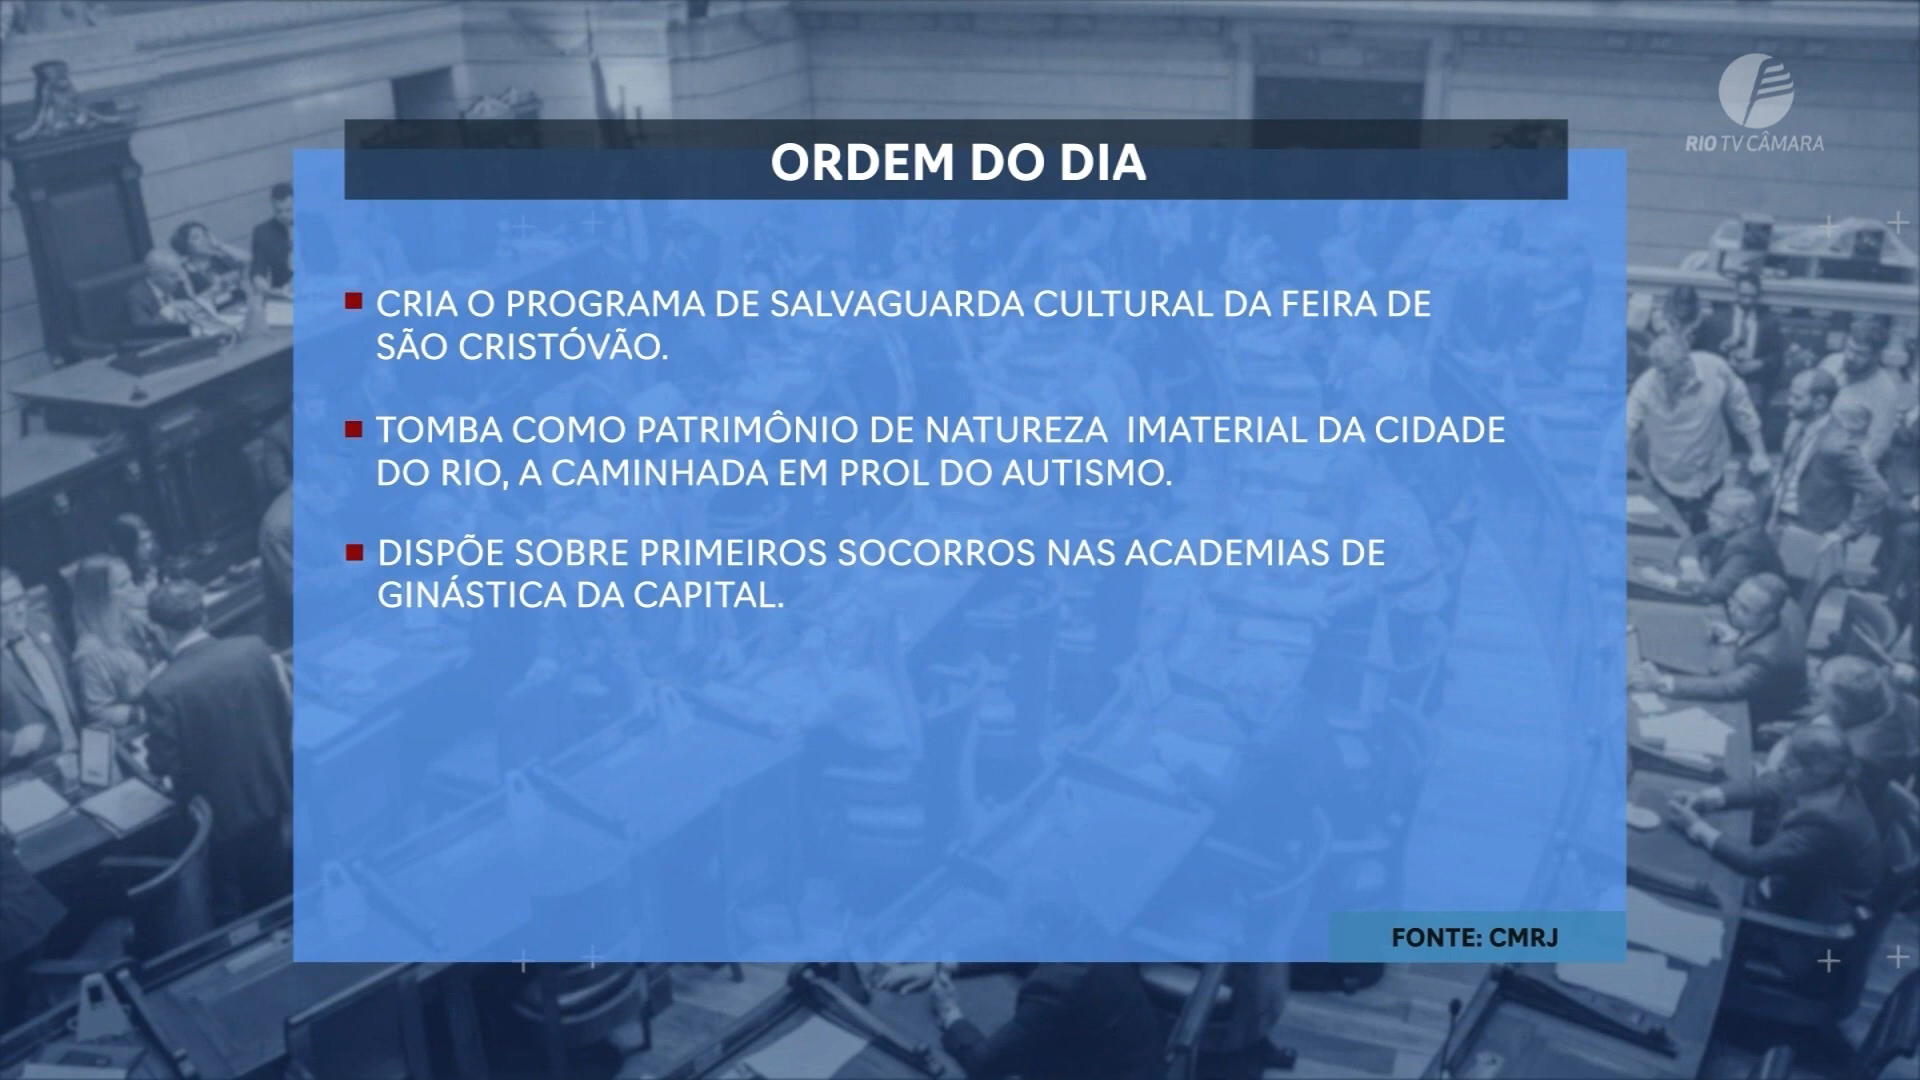 RIO TV CÂMARA
ORDEM DO DIA
CRIA O PROGRAMA DE SALVAGUARDA CULTURAL DA FEIRA DE
SÃO CRISTÓVÃO.
TOMBA COMO PATRIMÔNIO DE NATUREZA  IMATERIAL DA CIDADE
DO RIO, A CAMINHADA EM PROL DO AUTISMO.
DISPÕE SOBRE PRIMEIROS SOCORROS NAS ACADEMIAS DE
GINÁSTICA DA CAPITAL.
FONTE: CMRJ